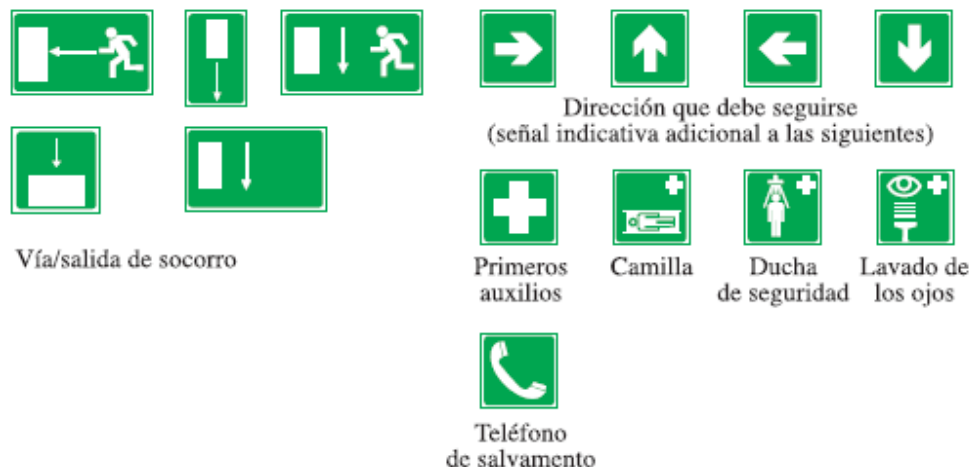 Dirección que debe seguirse
(señal indicativa adicional a las siguientes)
Vía/salida de socorro
Primeros
auxilios
Camilla
Ducha
de seguridad
Lavado de
los ojos
Teléfono
de salvamento